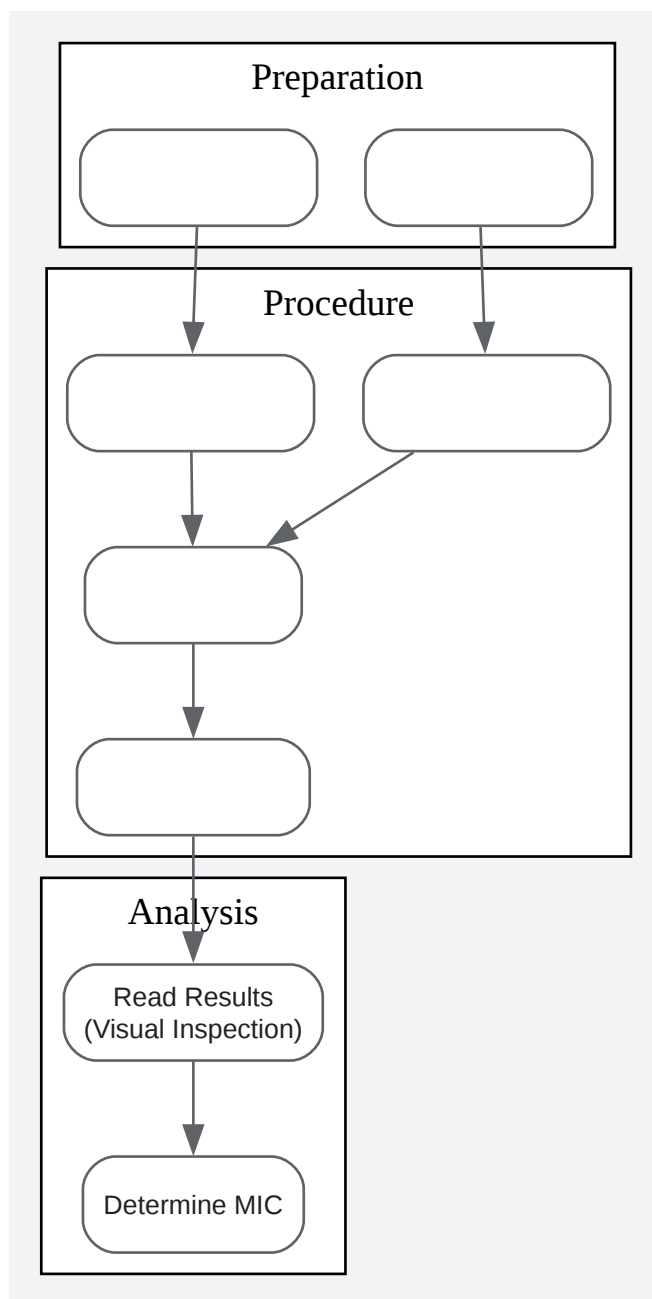 Preparation
Procedure
Analysis
Read Results
(Visual Inspection)
Determine MIC